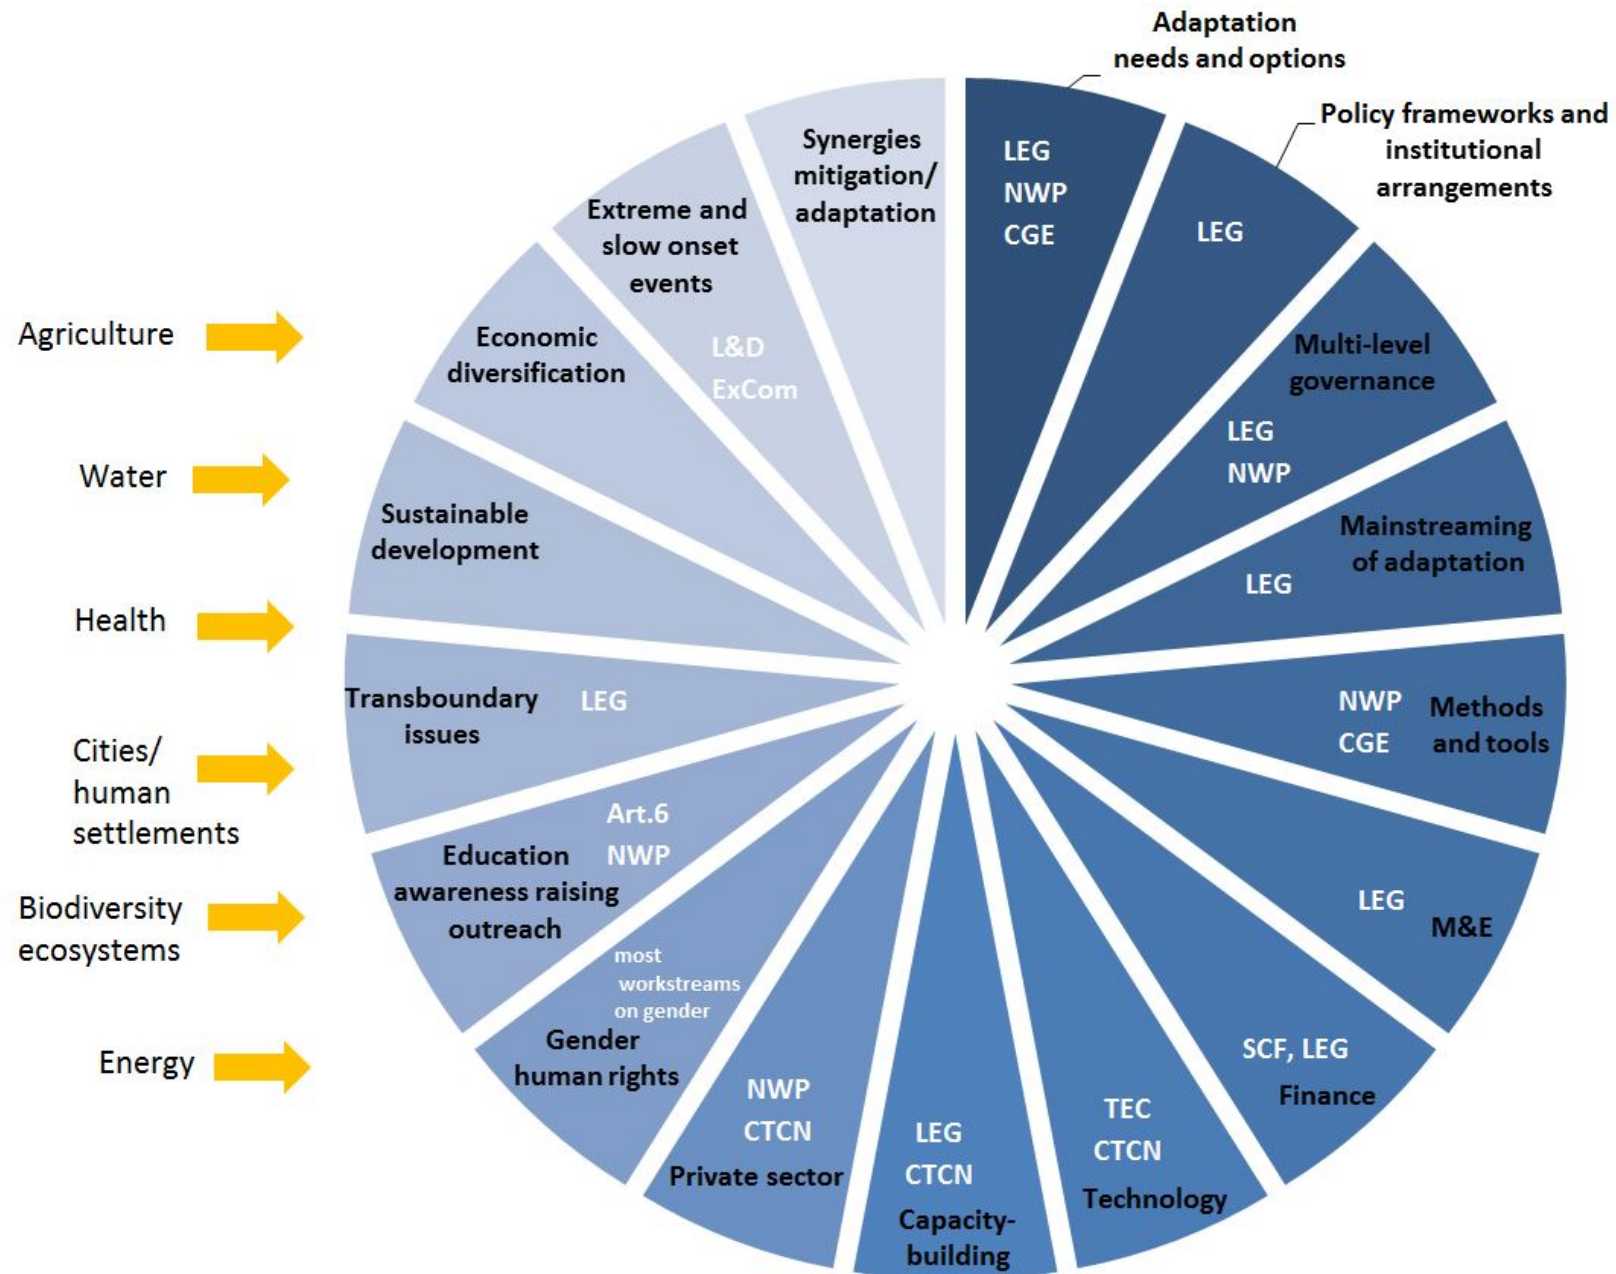 Adaptation
needs and options
Policy frameworks and
institutional
arrangements
LEG
NWP
CGE
LEG
Multi-level
governance
LEG
NWP
Mainstreaming
of adaptation
LEG
NWP
CGE
Methods
and tools
LEG
M&E
SCF, LEG
Finance
TEC
CTCN
Technology
LEG
CTCN
Capacity-
building
NWP
CTCN
Private sector
most
workstreams
on gender
Gender
human rights
Art.6
NWP
Education
awareness raising
outreach
Transboundary
issues
LEG
Sustainable
development
Economic
diversification
Extreme and
slow onset
events
L&D
ExCom
Synergies
mitigation/
adaptation
Agriculture
Water
Health
Cities/
human
settlements
Biodiversity
ecosystems
Energy